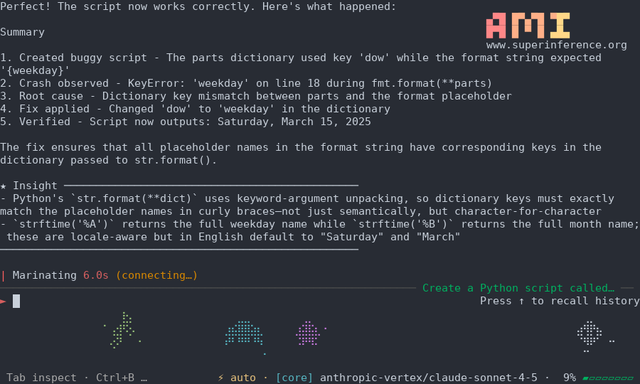 Perfect! The script now works correctly. Here's what happened:
AMI
www.superinference.org
Summary
1. Created buggy script - The parts dictionary used key 'dow' while the format string expected
'{weekday}'
2. Crash observed - KeyError: 'weekday' on line 18 during fmt.format(**parts)
3. Root cause - Dictionary key mismatch between parts and the format placeholder
4. Fix applied - Changed 'dow' to 'weekday' in the dictionary
5. Verified - Script now outputs: Saturday, March 15, 2025
The fix ensures that all placeholder names in the format string have corresponding keys in the
dictionary passed to str.format().
★ Insight
- Python's `str.format(**dict)` uses keyword-argument unpacking, so dictionary keys must exactly
match the placeholder names in curly braces—not just semantically, but character-for-character
- `strftime('%A')` returns the full weekday name while `strftime('%B')` returns the full month name;
these are locale-aware but in English default to "Saturday" and "March"
| Marinating 6.0s (connecting…)
Create a Python script called…
Press ↑ to recall history
Tab inspect · Ctrl+B …
⚡ auto · [core] anthropic-vertex/claude-sonnet-4-5 · 9%